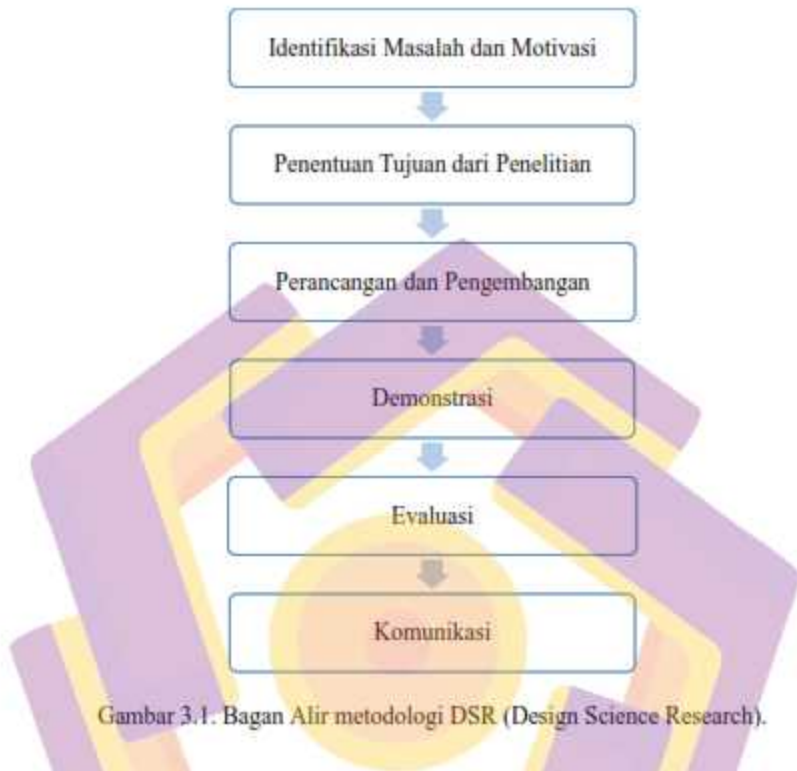 Identifikasi Masalah dan Motivasi
Penentuan Tujuan dari Penelitian
Perancangan dan Pengembangan
Demonstrasi
Evaluasi
Komunikasi
Gambar 3.1. Bagan Alir metodologi DSR (Design Science Research).